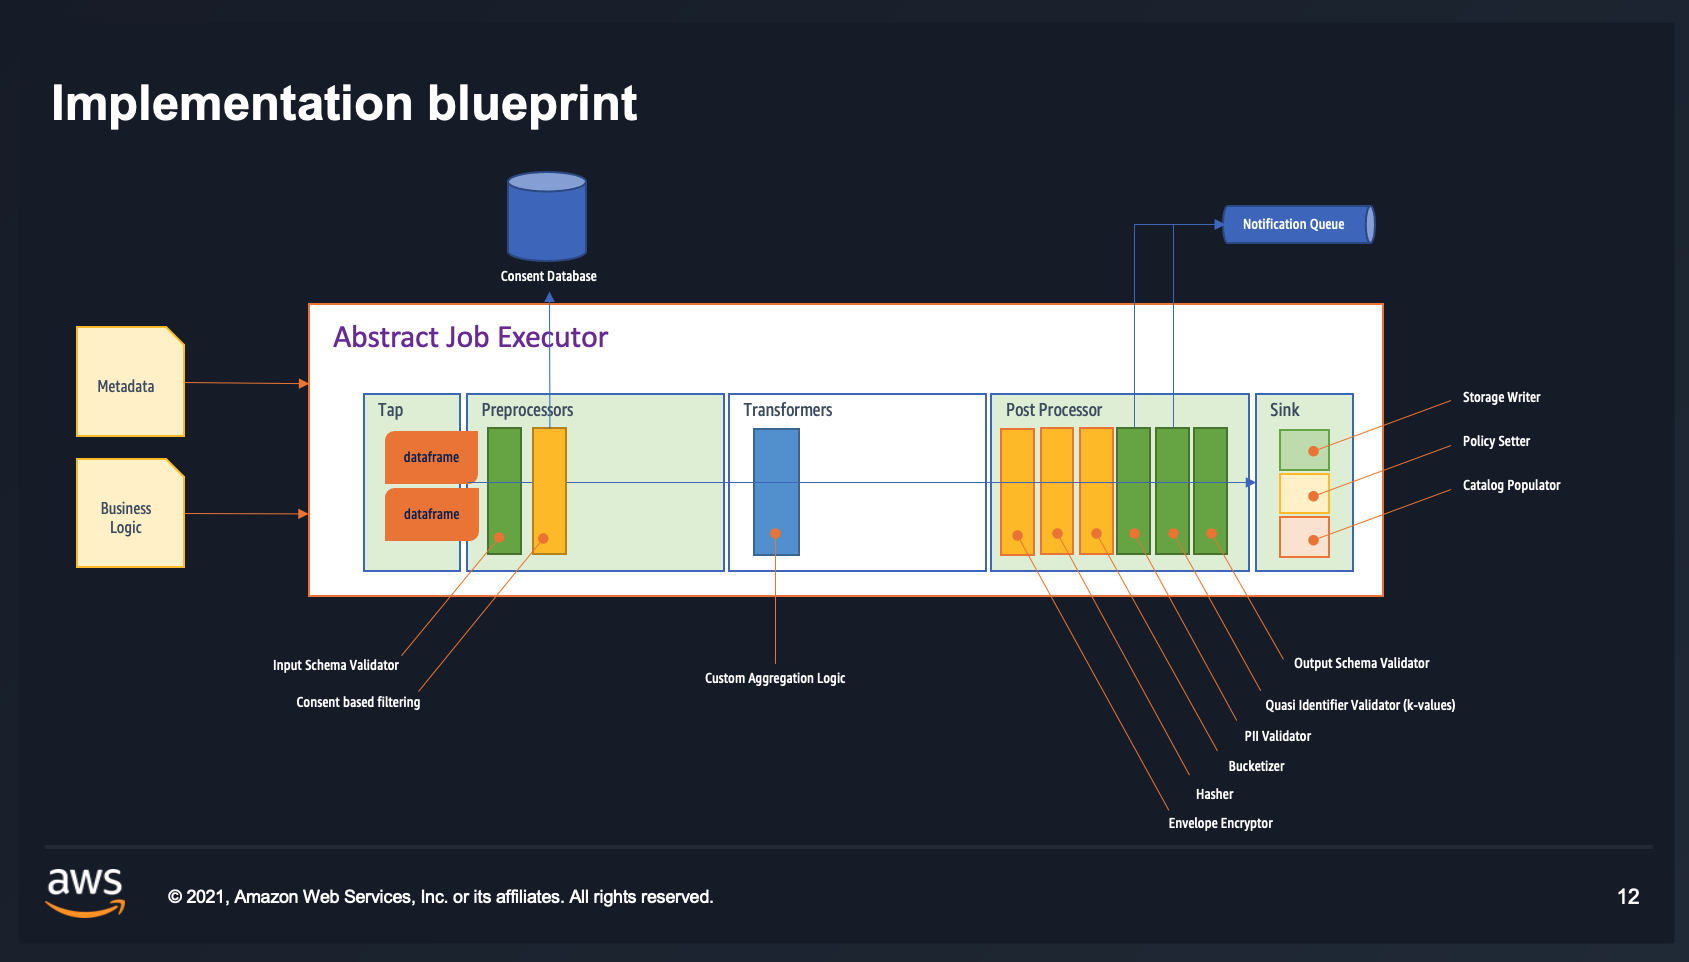 Implementation blueprint
Consent Database
Notification Queue
Abstract Job Executor
Metadata
Business
Logic
Tap
Preprocessors
Transformers
Post Processor
Sink
dataframe
dataframe
Storage Writer
Policy Setter
Catalog Populator
Input Schema Validator
Consent based filtering
Custom Aggregation Logic
Output Schema Validator
Quasi Identifier Validator (k-values)
PII Validator
Bucketizer
Hasher
Envelope Encryptor
aws
© 2021, Amazon Web Services, Inc. or its affiliates. All rights reserved.
12